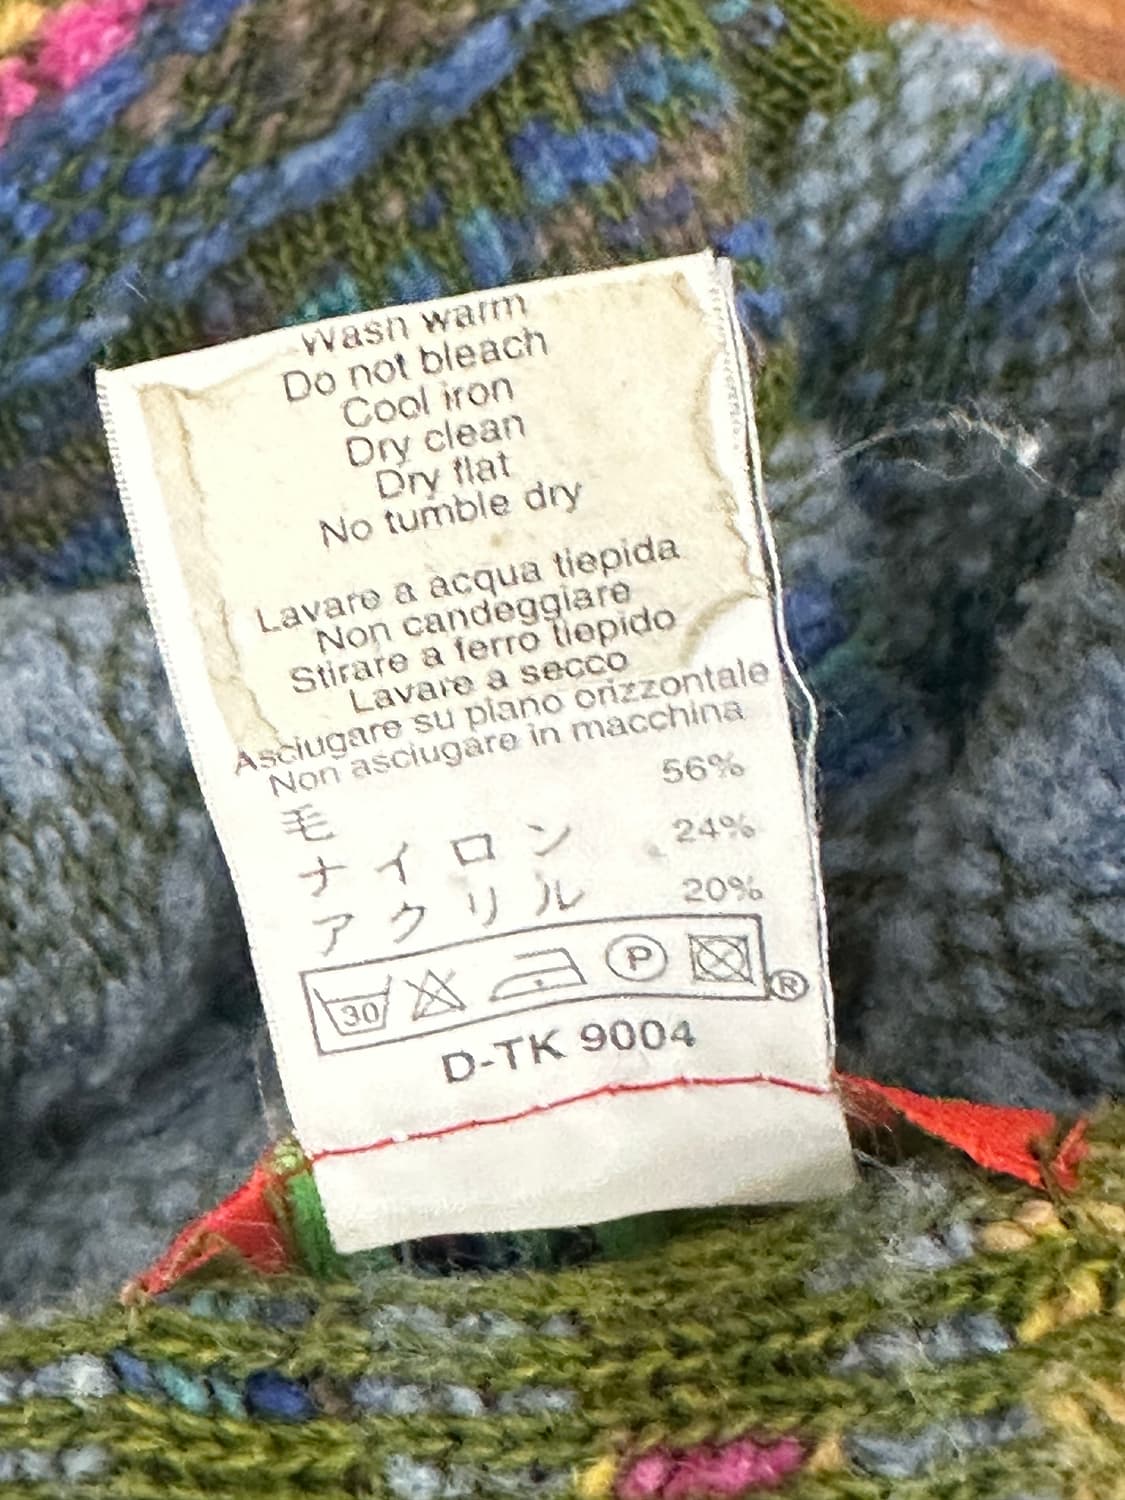 Wash warm
Do not bleach
Cool iron
Dry clean
Dry flat
No tumble dry
Lavare a acqua tiepida
Non candeggiare
Stirare a ferro tiepido
Lavare a secco
Asciugare su piano orizzontale
Non asciugare in macchina
毛 56%
ナイロン 24%
アクリル 20%
30 P ®
D-TK 9004